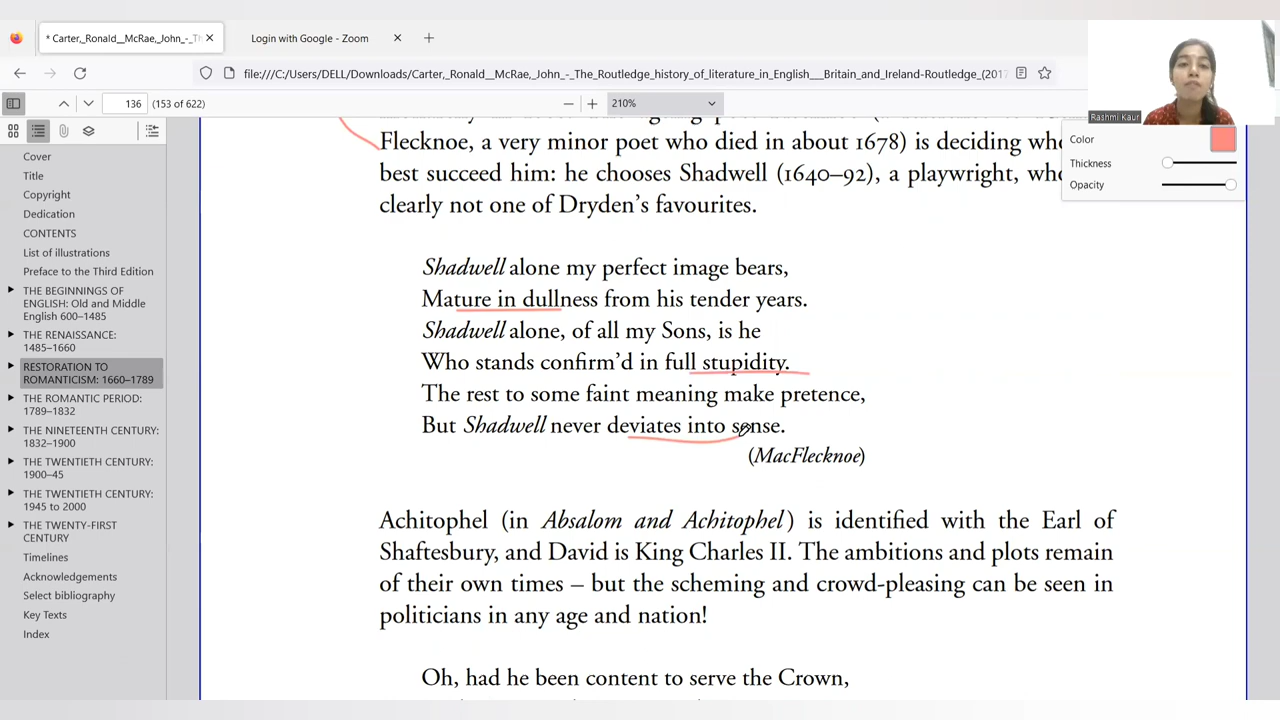 * Carter,_Ronald__McRae,_John_-_Th
Login with Google - Zoom
file:///C:/Users/DELL/Downloads/Carter,_Ronald__McRae,_John_-_The_Routledge_history_of_literature_in_English___Britain_and_Ireland-Routledge_(2017
Rashmi Kaur
136
(153 of 622)
210%
Color
Thickness
Opacity
Cover
Title
Copyright
Dedication
CONTENTS
List of illustrations
Preface to the Third Edition
THE BEGINNINGS OF
ENGLISH: Old and Middle
English 600–1485
THE RENAISSANCE:
1485–1660
RESTORATION TO
ROMANTICISM: 1660–1789
THE ROMANTIC PERIOD:
1789–1832
THE NINETEENTH CENTURY:
1832–1900
THE TWENTIETH CENTURY:
1900–45
THE TWENTIETH CENTURY:
1945 to 2000
THE TWENTY-FIRST
CENTURY
Timelines
Acknowledgements
Select bibliography
Key Texts
Index
Flecknoe, a very minor poet who died in about 1678) is deciding who
best succeed him: he chooses Shadwell (1640–92), a playwright, who
clearly not one of Dryden’s favourites.
Shadwell alone my perfect image bears,
Mature in dullness from his tender years.
Shadwell alone, of all my Sons, is he
Who stands confirm’d in full stupidity.
The rest to some faint meaning make pretence,
But Shadwell never deviates into sense.
(MacFlecknoe)
Achitophel (in Absalom and Achitophel) is identified with the Earl of
Shaftesbury, and David is King Charles II. The ambitions and plots remain
of their own times – but the scheming and crowd-pleasing can be seen in
politicians in any age and nation!
Oh, had he been content to serve the Crown,